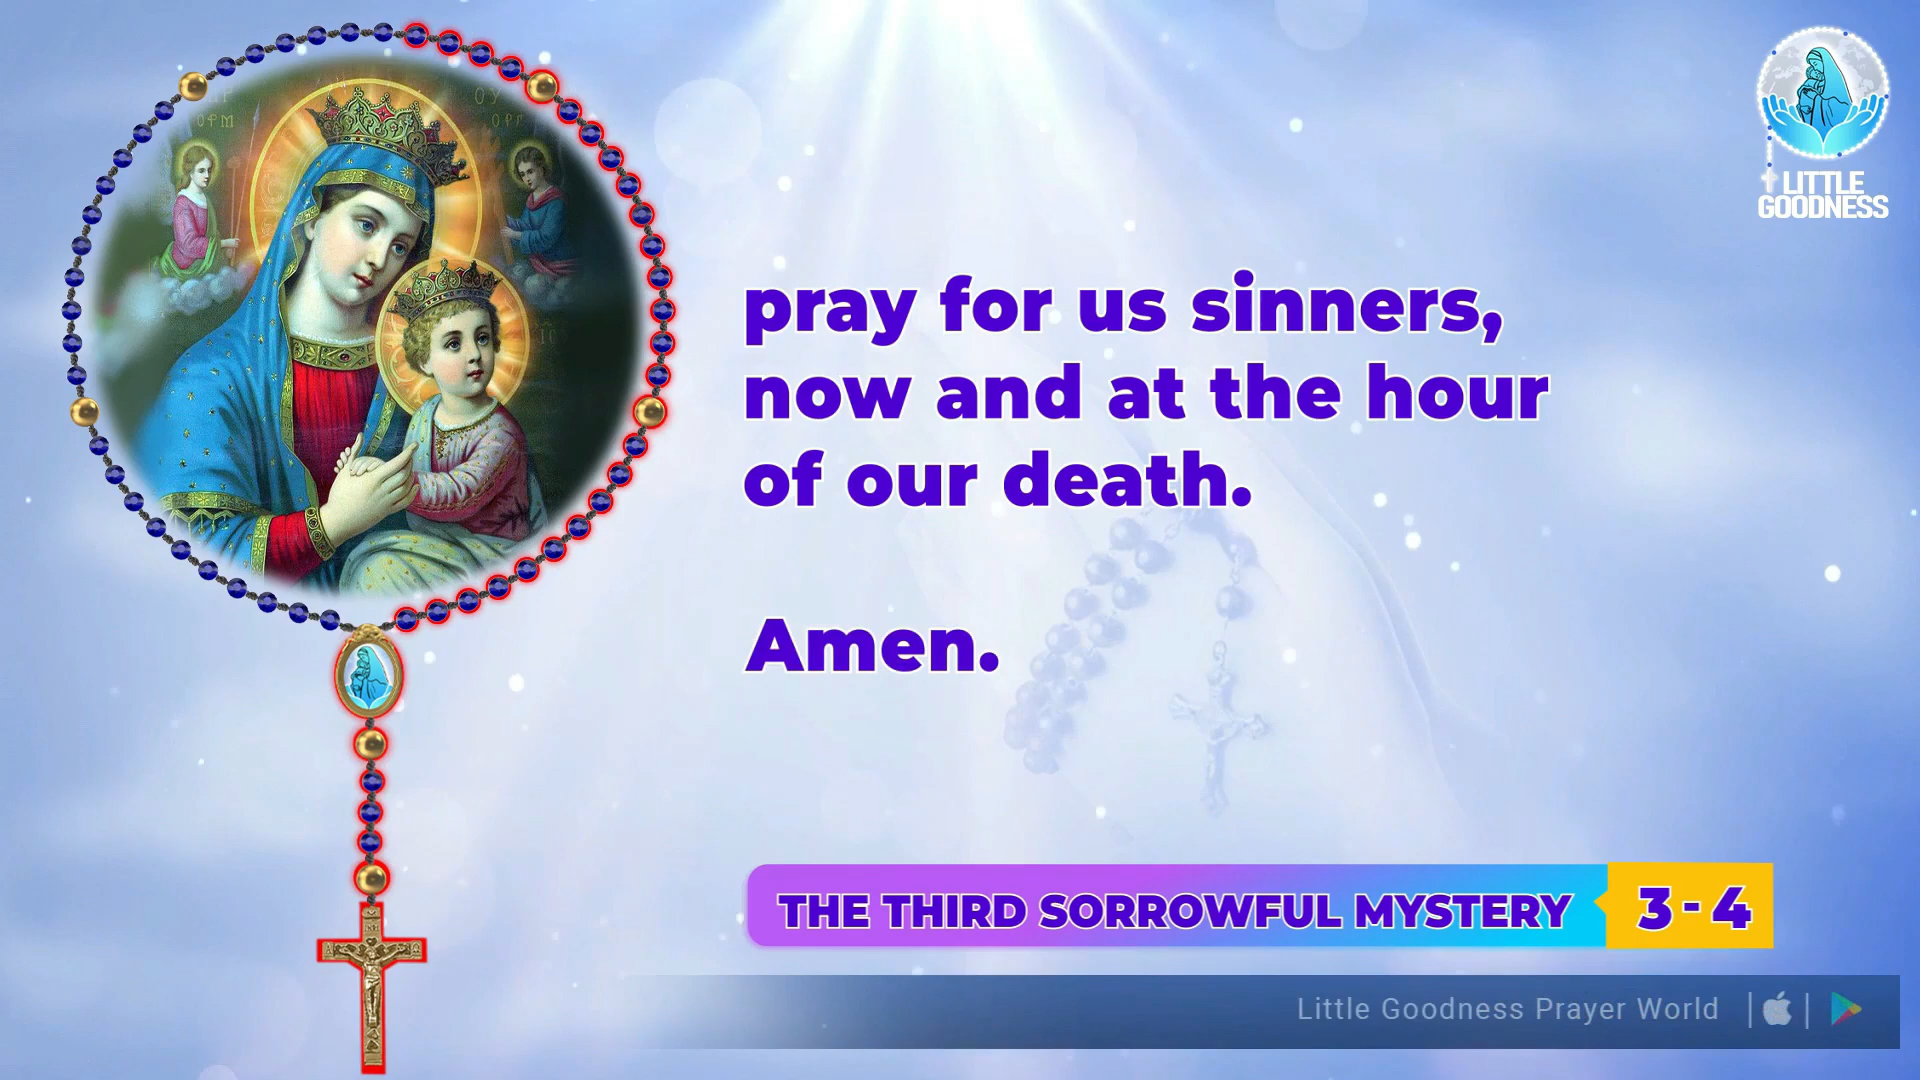 LITTLE
GOODNESS
pray for us sinners,
now and at the hour
of our death.
Amen.
THE THIRD SORROWFUL MYSTERY
3 - 4
Little Goodness Prayer World
INRI